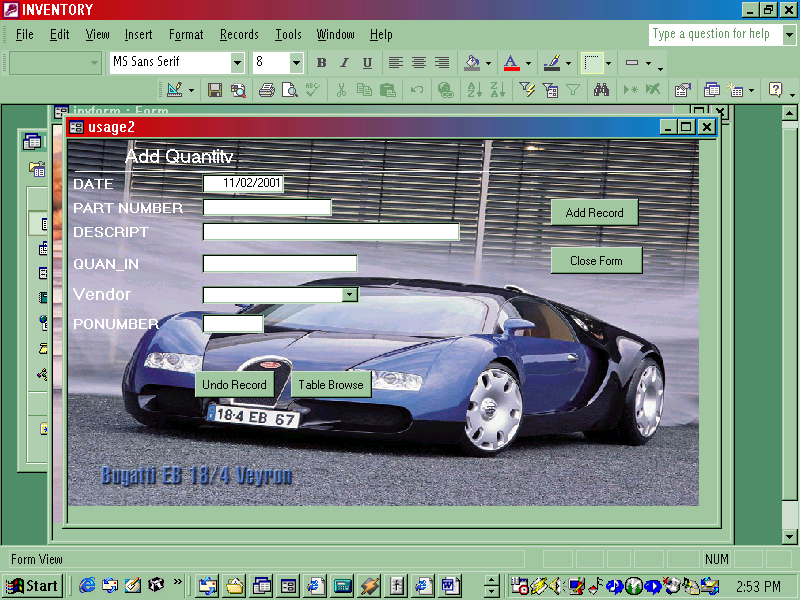 INVENTORY
File Edit View Insert Format Records Tools Window Help
Type a question for help
MS Sans Serif 8 B I U
inxform : Form
usage2
Add Quantity
DATE 11/02/2001
PART NUMBER
Add Record
DESCRIPT
QUAN_IN
Close Form
Vendor
PONUMBER
Undo Record Table Browse
18·4 EB 67
Bugatti EB 18/4 Veyron
Form View
NUM
Start
2:53 PM